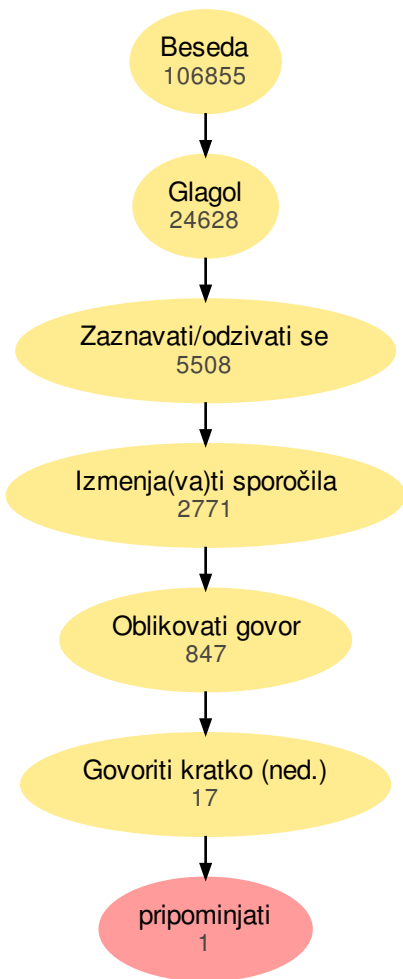 Beseda
106855
Glagol
24628
Zaznavati/odzivati se
5508
Izmenja(va)ti sporočila
2771
Oblikovati govor
847
Govoriti kratko (ned.)
17
pripominjati
1